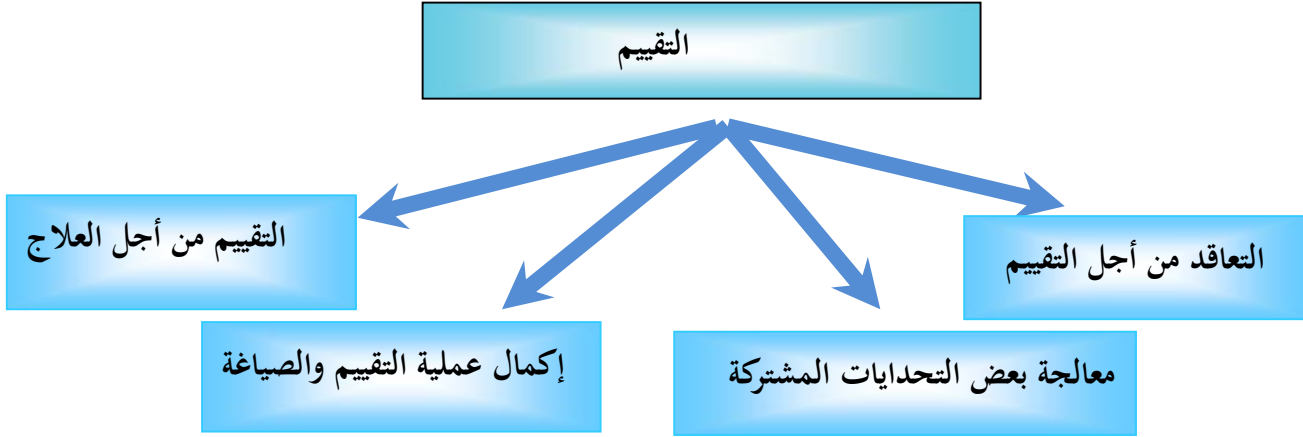 التقييم
التعاقد من أجل التقييم
معالجة بعض التحدايات المشتركة
إكمال عملية التقييم والصياغة
التقييم من أجل العلاج